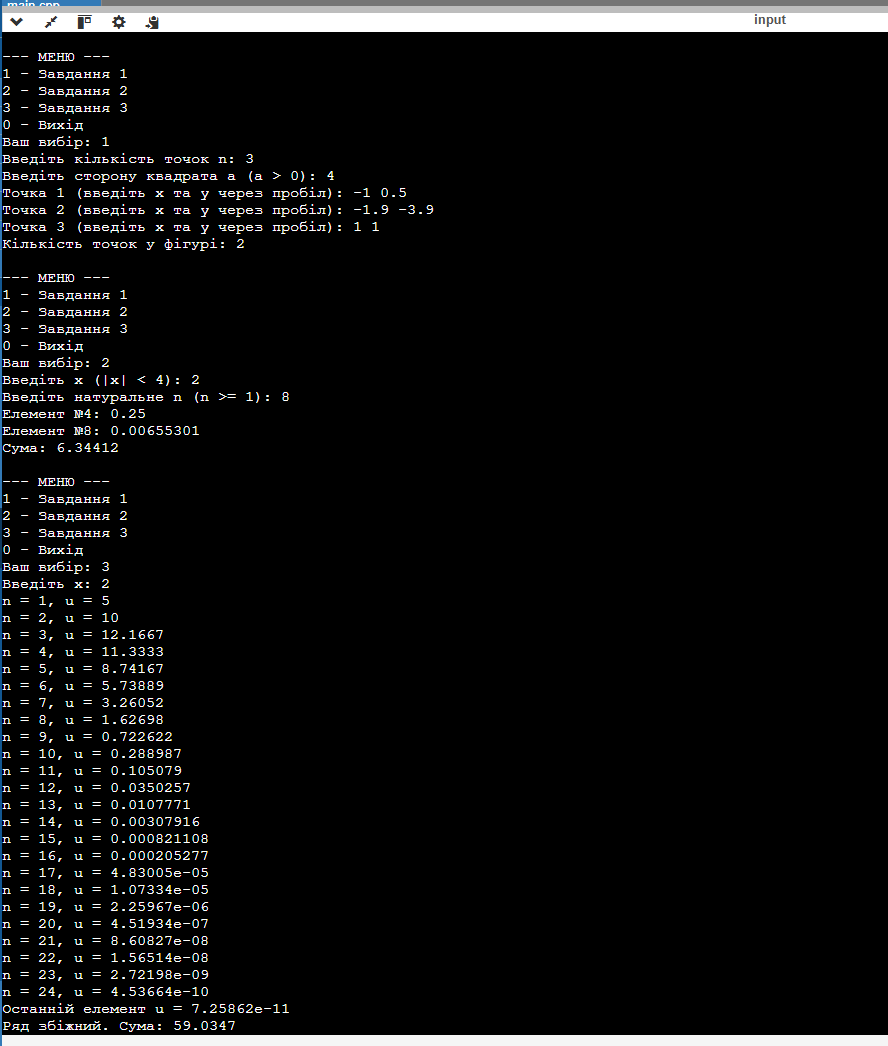 main.cpp
input
--- МЕНЮ ---
1 - Завдання 1
2 - Завдання 2
3 - Завдання 3
0 - Вихід
Ваш вибір: 1
Введіть кількість точок n: 3
Введіть сторону квадрата a (a > 0): 4
Точка 1 (введіть x та y через пробіл): -1 0.5
Точка 2 (введіть x та y через пробіл): -1.9 -3.9
Точка 3 (введіть x та y через пробіл): 1 1
Кількість точок у фігурі: 2
--- МЕНЮ ---
1 - Завдання 1
2 - Завдання 2
3 - Завдання 3
0 - Вихід
Ваш вибір: 2
Введіть x (|x| < 4): 2
Введіть натуральне n (n >= 1): 8
Елемент №4: 0.25
Елемент №8: 0.00655301
Сума: 6.34412
--- МЕНЮ ---
1 - Завдання 1
2 - Завдання 2
3 - Завдання 3
0 - Вихід
Ваш вибір: 3
Введіть x: 2
n = 1, u = 5
n = 2, u = 10
n = 3, u = 12.1667
n = 4, u = 11.3333
n = 5, u = 8.74167
n = 6, u = 5.73889
n = 7, u = 3.26052
n = 8, u = 1.62698
n = 9, u = 0.722622
n = 10, u = 0.288987
n = 11, u = 0.105079
n = 12, u = 0.0350257
n = 13, u = 0.0107771
n = 14, u = 0.00307916
n = 15, u = 0.000821108
n = 16, u = 0.000205277
n = 17, u = 4.83005e-05
n = 18, u = 1.07334e-05
n = 19, u = 2.25967e-06
n = 20, u = 4.51934e-07
n = 21, u = 8.60827e-08
n = 22, u = 1.56514e-08
n = 23, u = 2.72198e-09
n = 24, u = 4.53664e-10
Останній елемент u = 7.25862e-11
Ряд збіжний. Сума: 59.0347